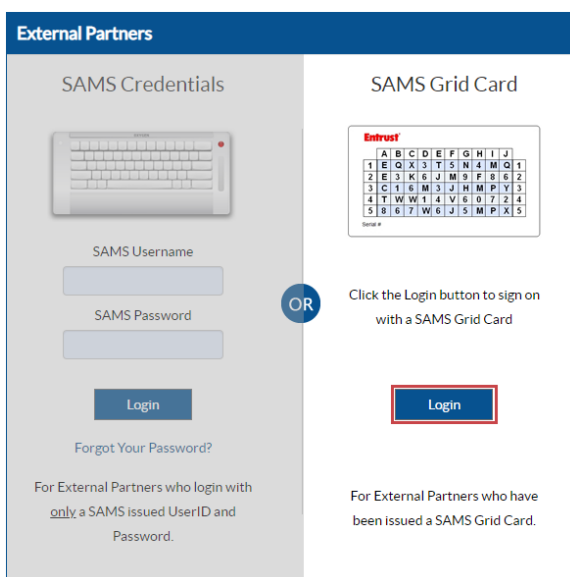 External Partners
SAMS Credentials
SAMS Username
SAMS Password
Login
Forgot Your Password?
For External Partners who login with
only a SAMS issued UserID and
Password.
OR
SAMS Grid Card
Entrust
A B C D E F G H I J
1 E Q X 3 T 5 N 4 M Q 1
2 E 3 K 6 J M 9 F 8 6 2
3 C 1 6 M 3 J H M P Y 3
4 T W W 1 4 V 6 0 7 2 4
5 8 6 7 W 6 J 5 M P X 5
Serial #
Click the Login button to sign on
with a SAMS Grid Card
Login
For External Partners who have
been issued a SAMS Grid Card.